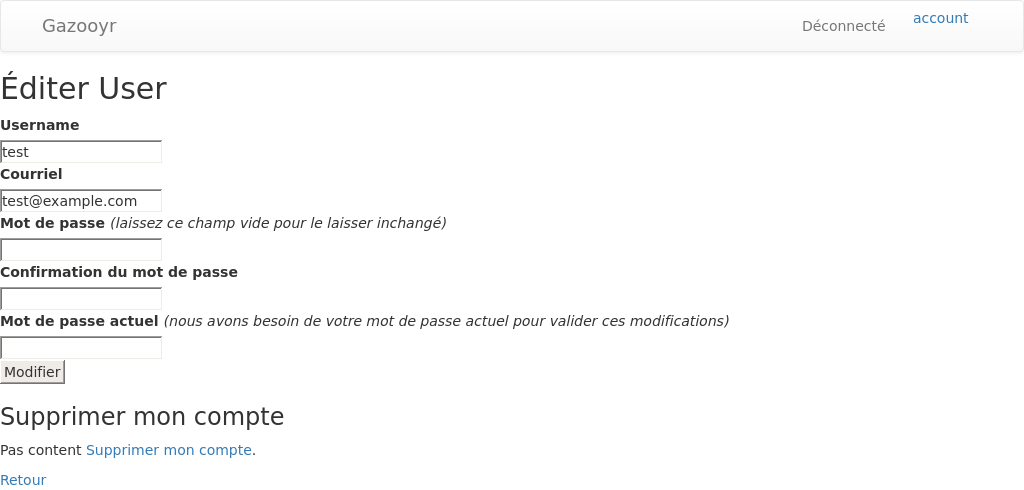 Gazooyr Déconnecté account
Éditer User
Username
test
Courriel
test@example.com
Mot de passe (laissez ce champ vide pour le laisser inchangé)
Confirmation du mot de passe
Mot de passe actuel (nous avons besoin de votre mot de passe actuel pour valider ces modifications)
Modifier
Supprimer mon compte
Pas content Supprimer mon compte.
Retour